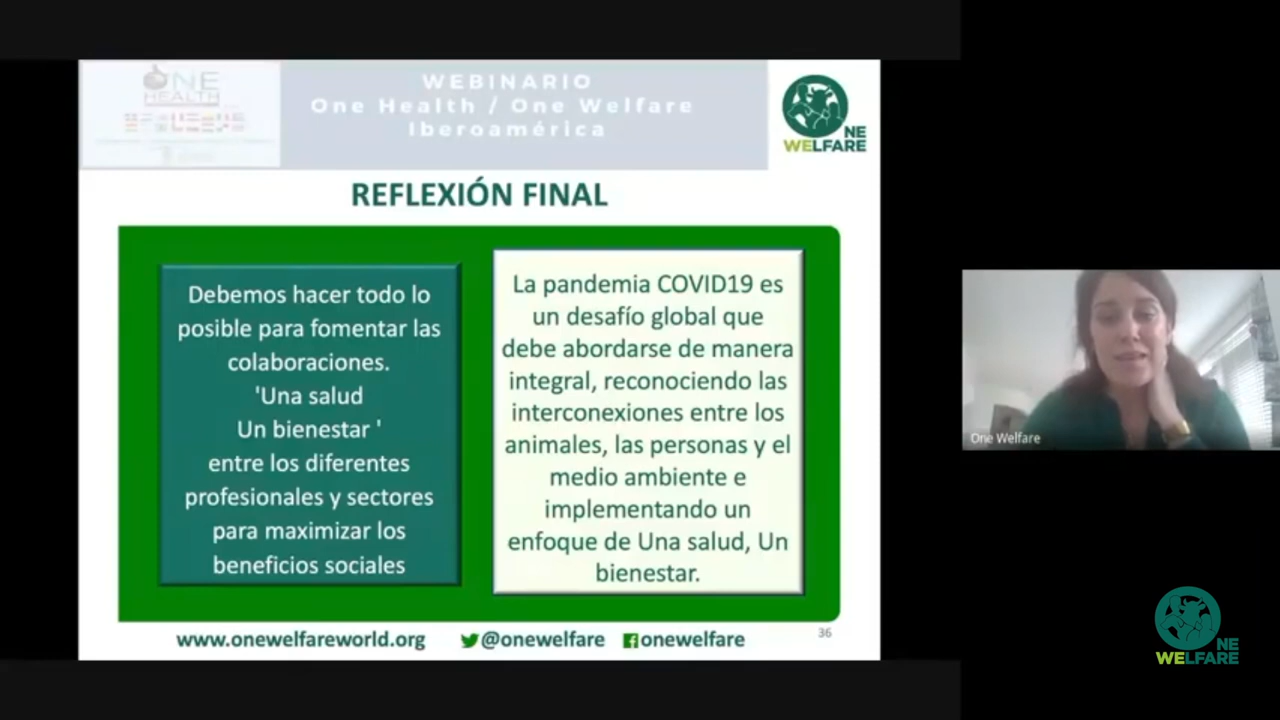 ONE
HEALTH
WEBINARIO
One Health / One Welfare
Iberoamérica
ONE
WELFARE
REFLEXIÓN FINAL
Debemos hacer todo lo
posible para fomentar las
colaboraciones.
'Una salud
Un bienestar '
entre los diferentes
profesionales y sectores
para maximizar los
beneficios sociales
La pandemia COVID19 es
un desafío global que
debe abordarse de manera
integral, reconociendo las
interconexiones entre los
animales, las personas y el
medio ambiente e
implementando un
enfoque de Una salud, Un
bienestar.
www.onewelfareworld.org @onewelfare onewelfare
36
One Welfare
ONE
WELFARE